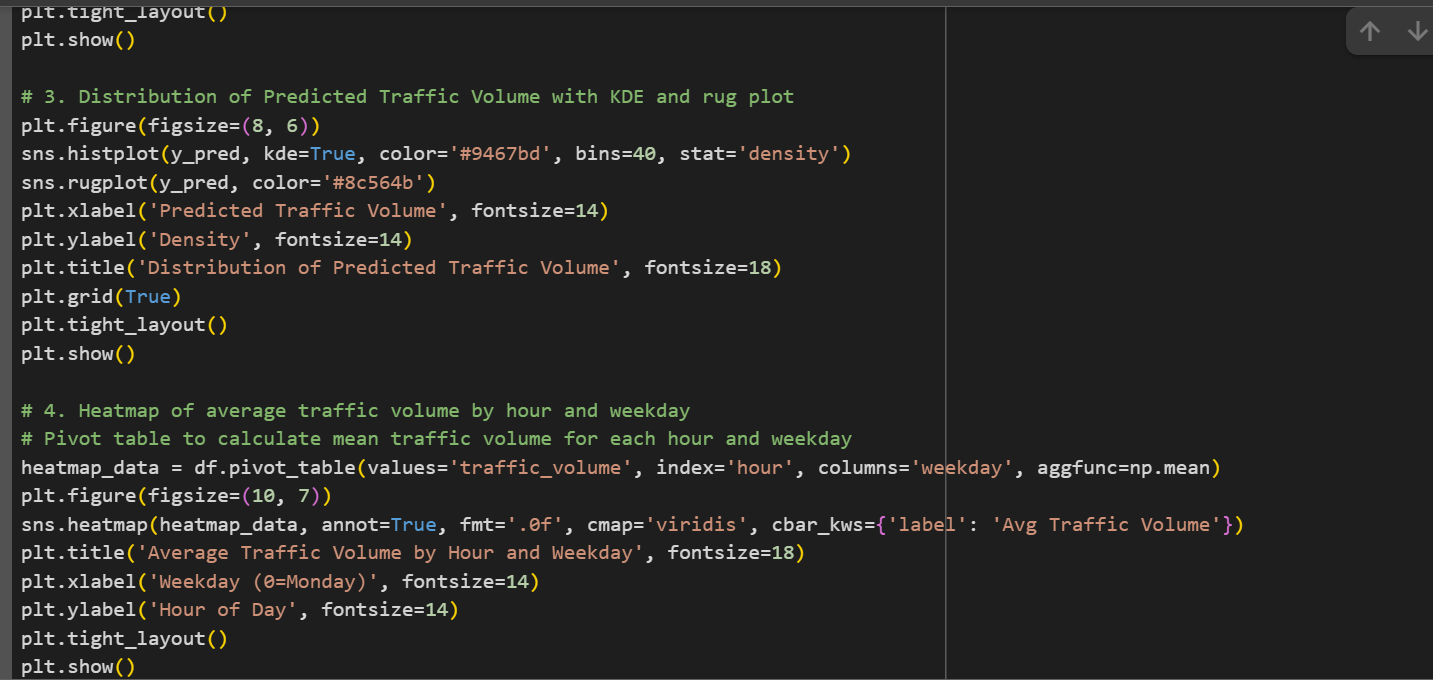 plt.tight_layout()
plt.show()

# 3. Distribution of Predicted Traffic Volume with KDE and rug plot
plt.figure(figsize=(8, 6))
sns.histplot(y_pred, kde=True, color='#9467bd', bins=40, stat='density')
sns.rugplot(y_pred, color='#8c564b')
plt.xlabel('Predicted Traffic Volume', fontsize=14)
plt.ylabel('Density', fontsize=14)
plt.title('Distribution of Predicted Traffic Volume', fontsize=18)
plt.grid(True)
plt.tight_layout()
plt.show()

# 4. Heatmap of average traffic volume by hour and weekday
# Pivot table to calculate mean traffic volume for each hour and weekday
heatmap_data = df.pivot_table(values='traffic_volume', index='hour', columns='weekday', aggfunc=np.mean)
plt.figure(figsize=(10, 7))
sns.heatmap(heatmap_data, annot=True, fmt='.0f', cmap='viridis', cbar_kws={'label': 'Avg Traffic Volume'})
plt.title('Average Traffic Volume by Hour and Weekday', fontsize=18)
plt.xlabel('Weekday (0=Monday)', fontsize=14)
plt.ylabel('Hour of Day', fontsize=14)
plt.tight_layout()
plt.show()